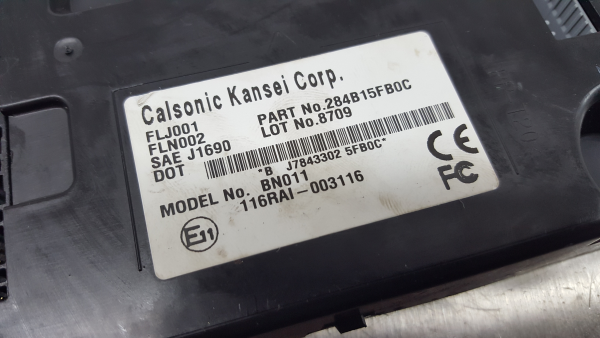 Calsonic Kansei Corp.
FLJ001 PART No.284B15FB0C
FLN002 LOT No.8709
SAE J1690
DOT
*B J7843302 5FB0C*
MODEL No. BN011
116RAI-003116
E11
CE
FC